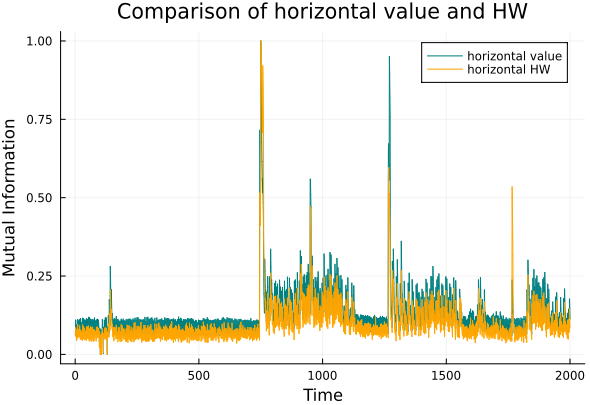 Comparison of horizontal value and HW
horizontal value
horizontal HW
Mutual Information
1.00
0.75
0.50
0.25
0.00
0
500
1000
1500
2000
Time